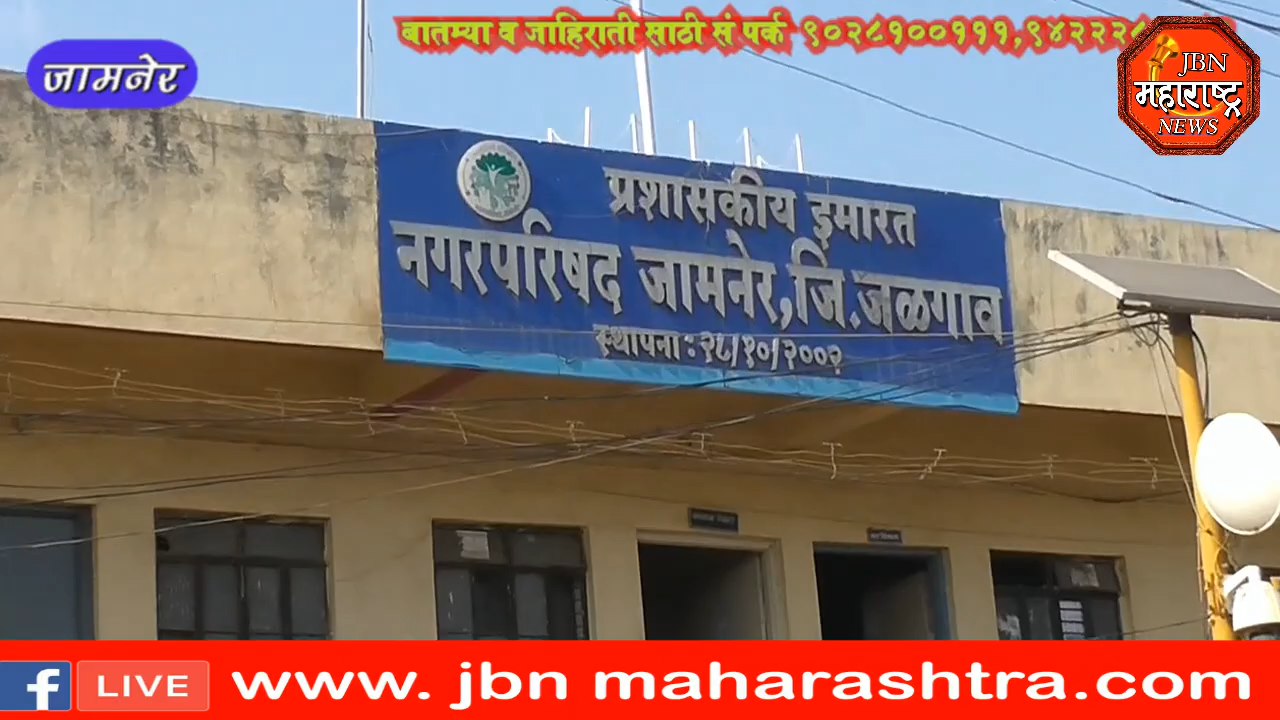 बातम्या व जाहिराती साठी सं पर्क ९०२८१००१११,९४२२२
जामनेर
JBN
महाराष्ट्र
NEWS
प्रशासकीय इमारत
नगरपरिषद जामनेर,जि.जळगाव
स्थापना : २८/१०/२००२
f LIVE www. jbn maharashtra.com